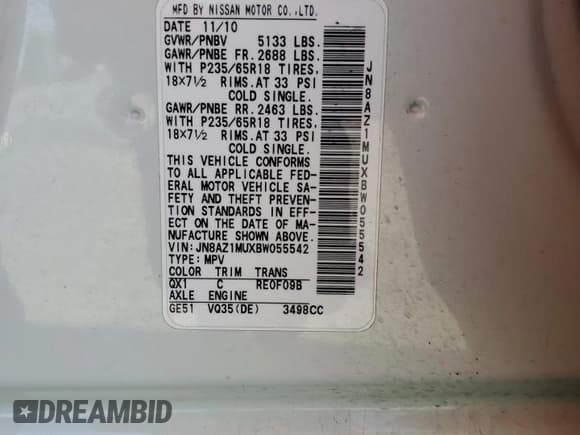 MFD BY NISSAN MOTOR CO.,LTD.
DATE 11/10
GVWR/PNBV 5133 LBS.
GAWR/PNBE FR.2688 LBS.
WITH P235/65R18 TIRES,
18X7½ RIMS.AT 33 PSI
COLD SINGLE.
GAWR/PNBE RR.2463 LBS.
WITH P235/65R18 TIRES,
18X7½ RIMS.AT 33 PSI
COLD SINGLE.
THIS VEHICLE CONFORMS
TO ALL APPLICABLE FED-
ERAL MOTOR VEHICLE SA-
FETY AND THEFT PREVENT-
ION STANDARDS IN EFF-
ECT ON THE DATE OF MA-
NUFACTURE SHOWN ABOVE.
VIN:JN8AZ1MUXBW055542
TYPE:MPV
COLOR TRIM TRANS
QX1 C RE0F09B
AXLE ENGINE
GE51 VQ35(DE) 3498CC
JN8AZ1MUXBW055542
DREAMBID